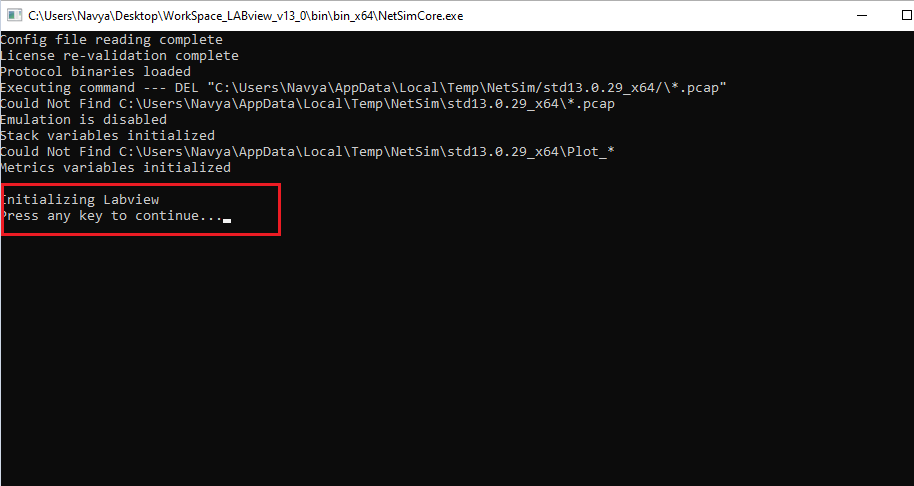 C:\Users\Navya\Desktop\WorkSpace_LABview_v13_0\bin\bin_x64\NetSimCore.exe
Config file reading complete
License re-validation complete
Protocol binaries loaded
Executing command --- DEL "C:\Users\Navya\AppData\Local\Temp\NetSim/std13.0.29_x64/\*.pcap"
Could Not Find C:\Users\Navya\AppData\Local\Temp\NetSim\std13.0.29_x64\*.pcap
Emulation is disabled
Stack variables initialized
Could Not Find C:\Users\Navya\AppData\Local\Temp\NetSim\std13.0.29_x64\Plot_*
Metrics variables initialized
Initializing Labview
Press any key to continue...